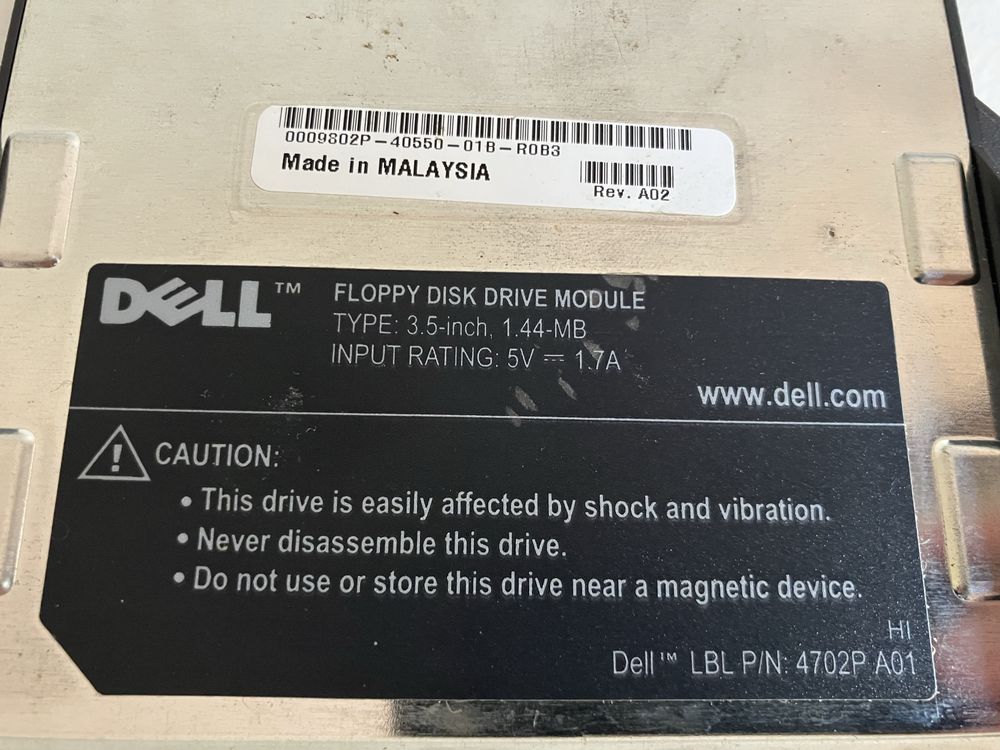 0009802P-40550-01B-R0B3
Made in MALAYSIA
Rev. A02
DELL™
FLOPPY DISK DRIVE MODULE
TYPE: 3.5-inch, 1.44-MB
INPUT RATING: 5V ⎓ 1.7A
www.dell.com
CAUTION:
• This drive is easily affected by shock and vibration.
• Never disassemble this drive.
• Do not use or store this drive near a magnetic device.
HI
Dell™ LBL P/N: 4702P A01